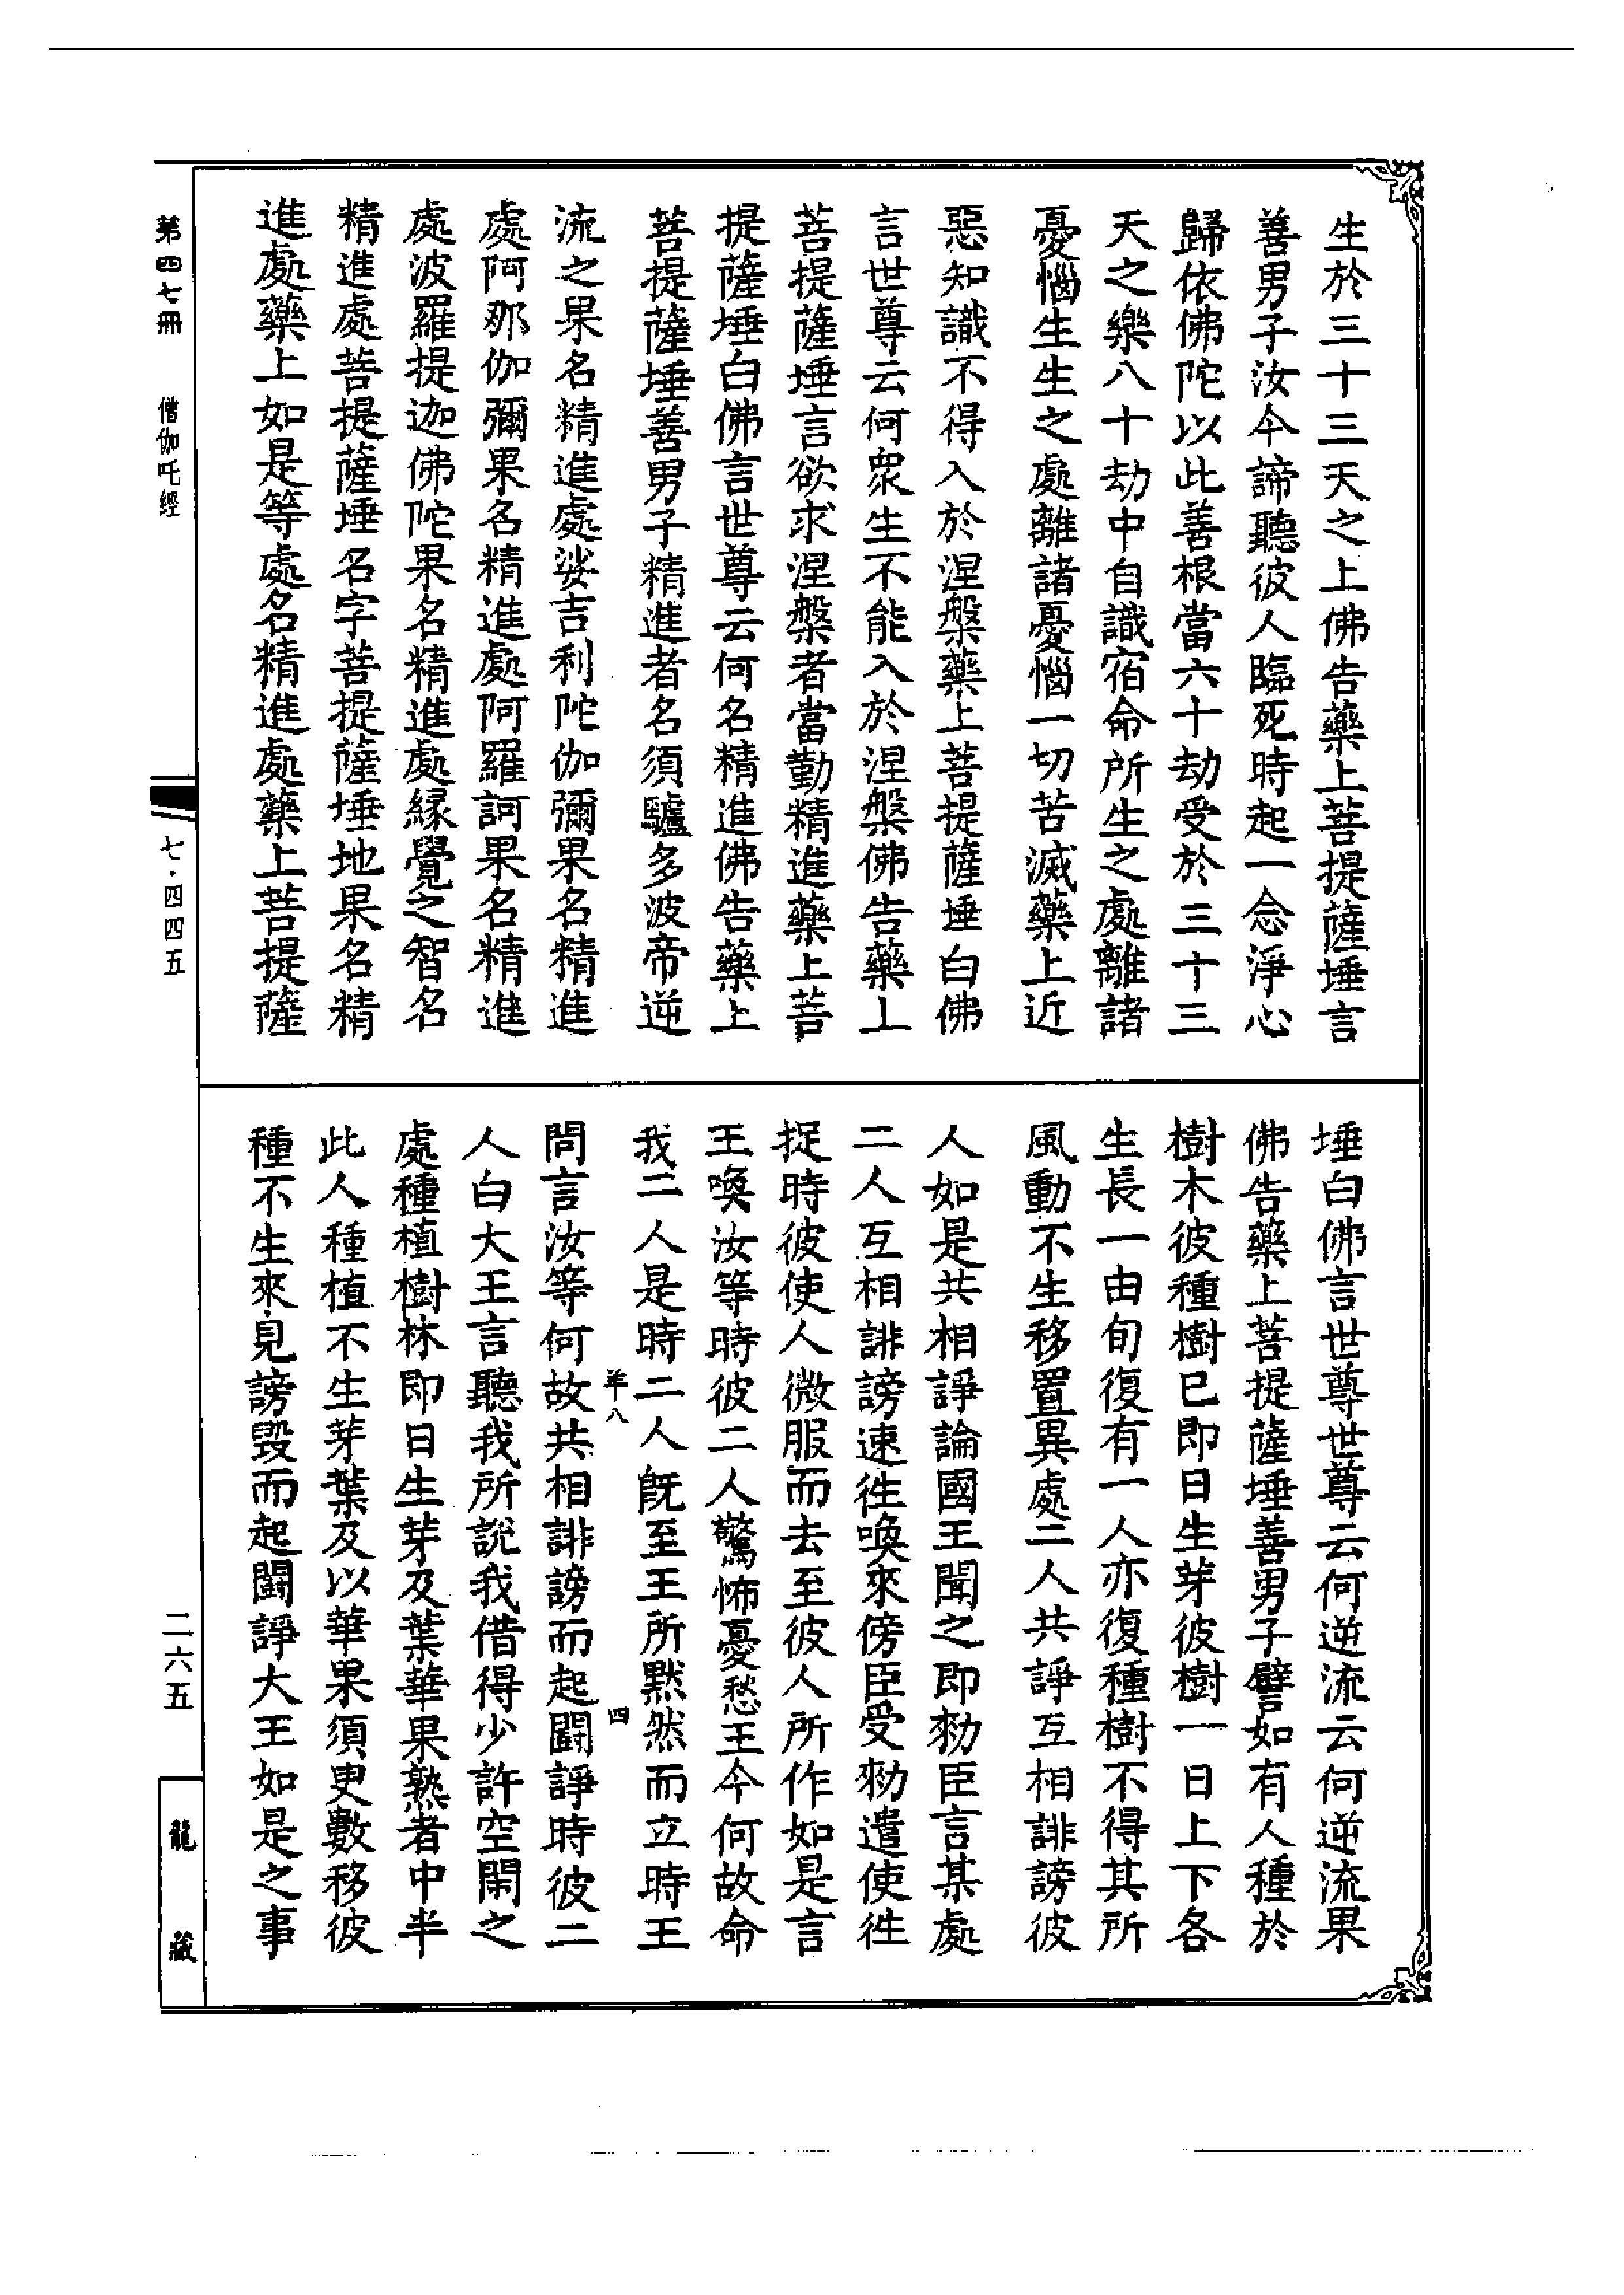 生於三十三天之上佛告藥上菩提薩埵言
善男子汝今諦聽彼人臨死時起一念淨心
歸依佛陀以此善根當六十劫受於三十三
天之樂八十劫中自識宿命所生之處離諸
憂惱生生之處離諸憂惱一切苦滅藥上近
惡知識不得入於涅槃藥上菩提薩埵白佛
言世尊云何眾生不能入於涅槃佛告藥上
菩提薩埵言欲求涅槃者當勤精進藥上菩
提薩埵白佛言世尊云何名精進佛告藥上
菩提薩埵善男子精進者名須驢多波帝逆
流之果名精進處娑吉利陀伽彌果名精進
處阿那伽彌果名精進處阿羅訶果名精進
處波羅提迦佛陀果名精進處緣覺之智名
精進處菩提薩埵名字菩提薩埵地果名精
進處藥上如是等處名精進處藥上菩提薩
埵白佛言世尊世尊云何逆流云何逆流果
佛告藥上菩提薩埵善男子譬如有人種於
樹木彼種樹已即日生芽彼樹一日上下各
生長一由旬復有一人亦復種樹不得其所
風動不生移置異處二人共諍互相誹謗彼
人如是共相諍論國王聞之即勑臣言某處
二人互相誹謗速往喚來傍臣受勑遣使往
捉時彼使人微服而去至彼人所作如是言
王喚汝等時彼二人驚怖憂愁王今何故命
我二人是時二人既至王所默然而立時王
問言汝等何故共相誹謗而起鬪諍時彼二
人白大王言聽我所說我借得少許空閑之
處種植樹林即日生芽及葉華果熟者中半
此人種植不生芽葉及以華果須臾數移彼
種不生來見謗毀而起鬪諍大王如是之事
羊八 四
第四七冊 僧伽吒經
七·四四五
二六五
龍藏